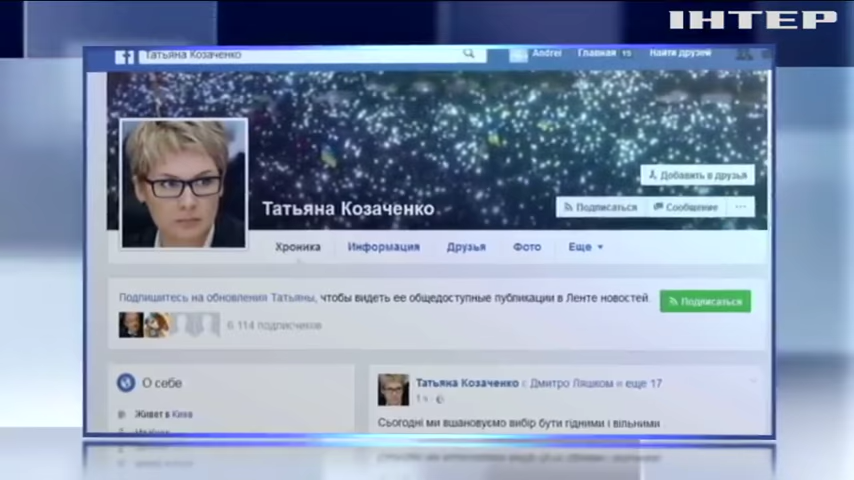 ІНТЕР
Татьяна Козаченко
Andrei Главная 15 Найти друзей
Добавить в друзья
Татьяна Козаченко
Подписаться Сообщение ...
Хроника Информация Друзья Фото Еще
Подпишитесь на обновления Татьяны, чтобы видеть ее общедоступные публикации в Ленте новостей.
Подписаться
6 114 подписчиков
О себе
Татьяна Козаченко с Дмитро Ляшком и еще 17
Живет в Киев
Сьогодні ми вшановуємо вибір бути гідними і вільними